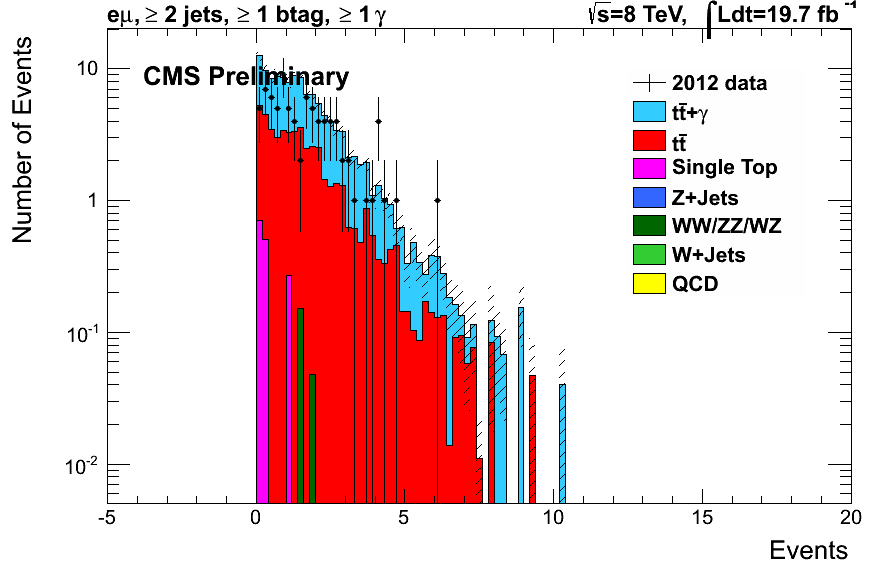 eμ, ≥ 2 jets, ≥ 1 btag, ≥ 1 γ
√s=8 TeV, ∫Ldt=19.7 fb⁻¹
CMS Preliminary
Number of Events
10
1
10⁻¹
10⁻²
2012 data
tt̄+γ
tt̄
Single Top
Z+Jets
WW/ZZ/WZ
W+Jets
QCD
-5 0 5 10 15 20
Events